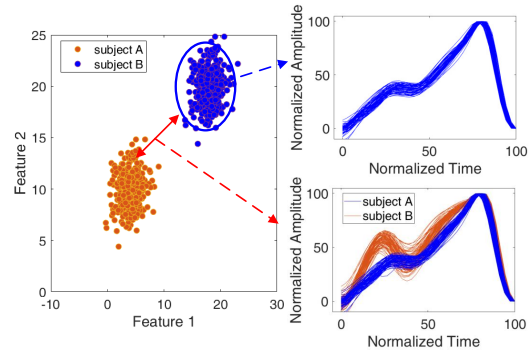 25
20
15
10
5
0
-10
0
10
20
30
Feature 1
Feature 2
subject A
subject B
100
50
0
0
50
100
Normalized Time
Normalized Amplitude
100
50
0
0
50
100
Normalized Time
Normalized Amplitude
subject A
subject B